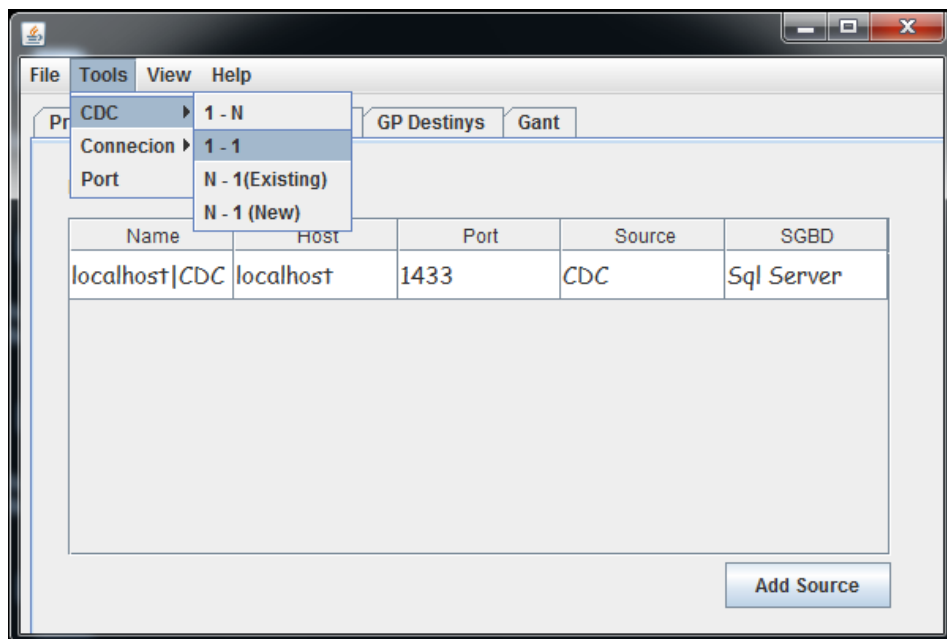 File Tools View Help
CDC 1 - N
Connecion 1 - 1
Port N - 1(Existing)
N - 1 (New)
Pr GP Destinys Gant
Name Host Port Source SGBD
localhost|CDC localhost 1433 CDC Sql Server
Add Source